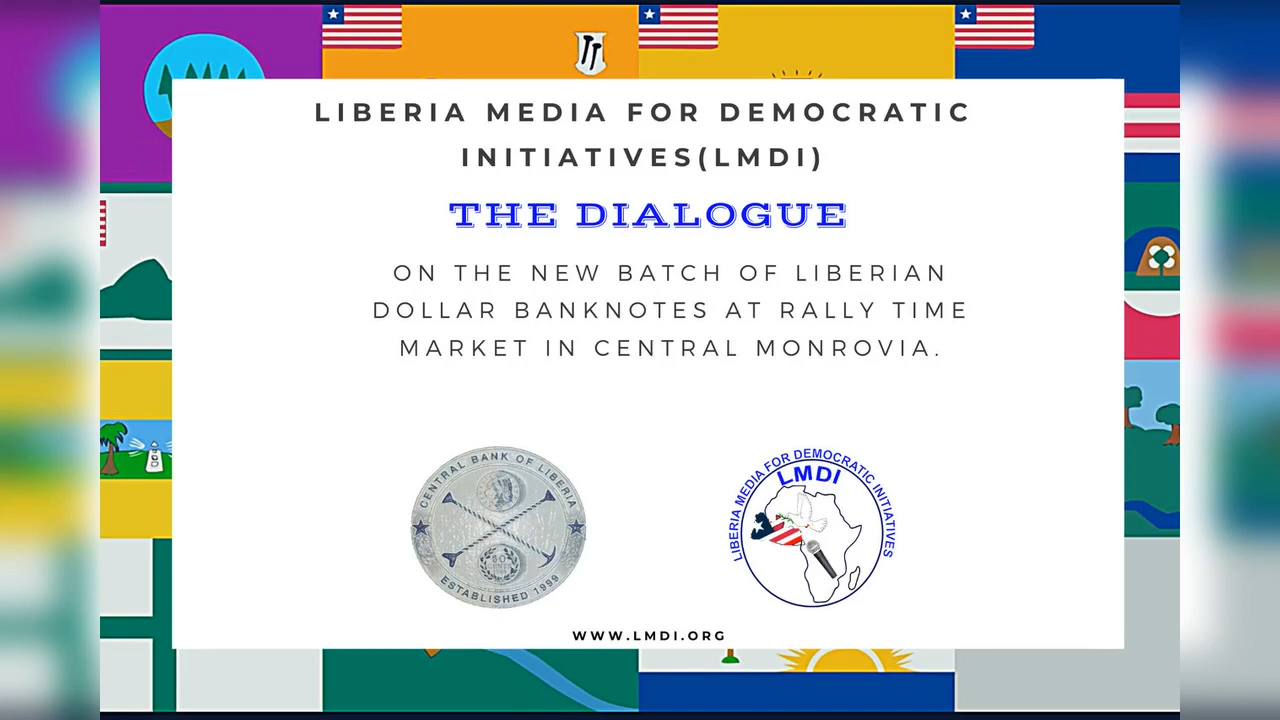 LIBERIA MEDIA FOR DEMOCRATIC
INITIATIVES(LMDI)
THE DIALOGUE
ON THE NEW BATCH OF LIBERIAN
DOLLAR BANKNOTES AT RALLY TIME
MARKET IN CENTRAL MONROVIA.
CENTRAL BANK OF LIBERIA
ESTABLISHED 1999
LIBERIA MEDIA FOR DEMOCRATIC INITIATIVES
LMDI
WWW.LMDI.ORG